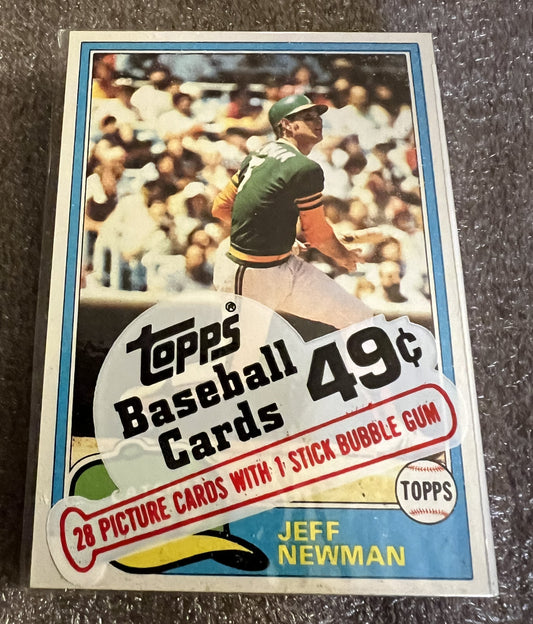 TOPPS®
Baseball
Cards 49¢
28 PICTURE CARDS WITH 1 STICK BUBBLE GUM
TOPPS
JEFF
NEWMAN